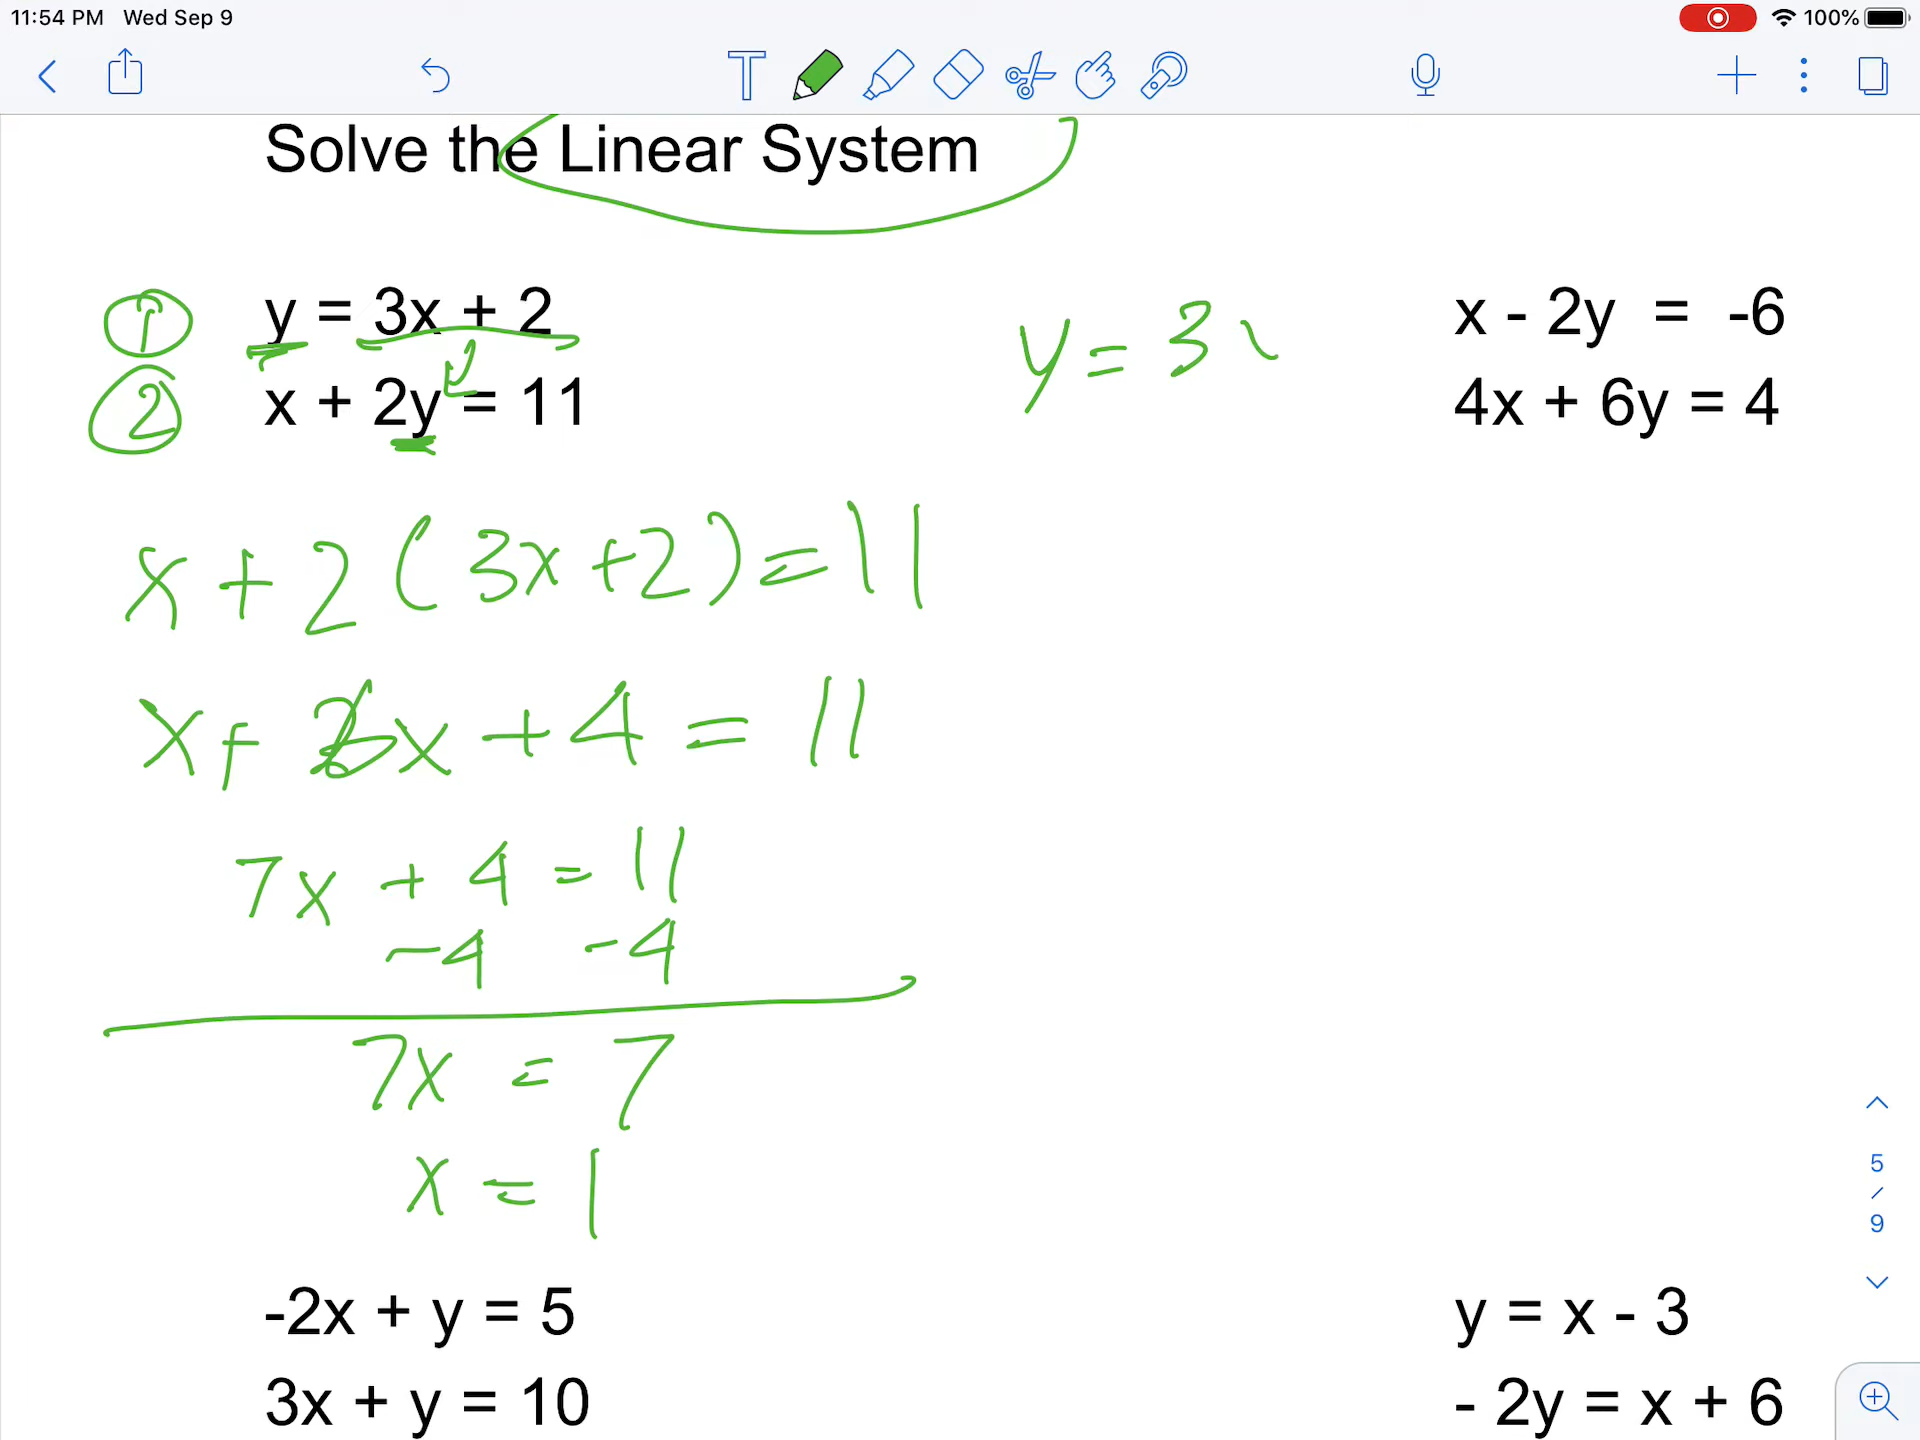 11:54 PM Wed Sep 9
100%
T
Solve the Linear System
1 y = 3x + 2
2 x + 2y = 11
y = 3
x - 2y = -6
4x + 6y = 4
x + 2 (3x + 2) = 11
x + 6x + 4 = 11
7x + 4 = 11
-4 -4
7x = 7
x = 1
5
/
9
-2x + y = 5
3x + y = 10
y = x - 3
- 2y = x + 6